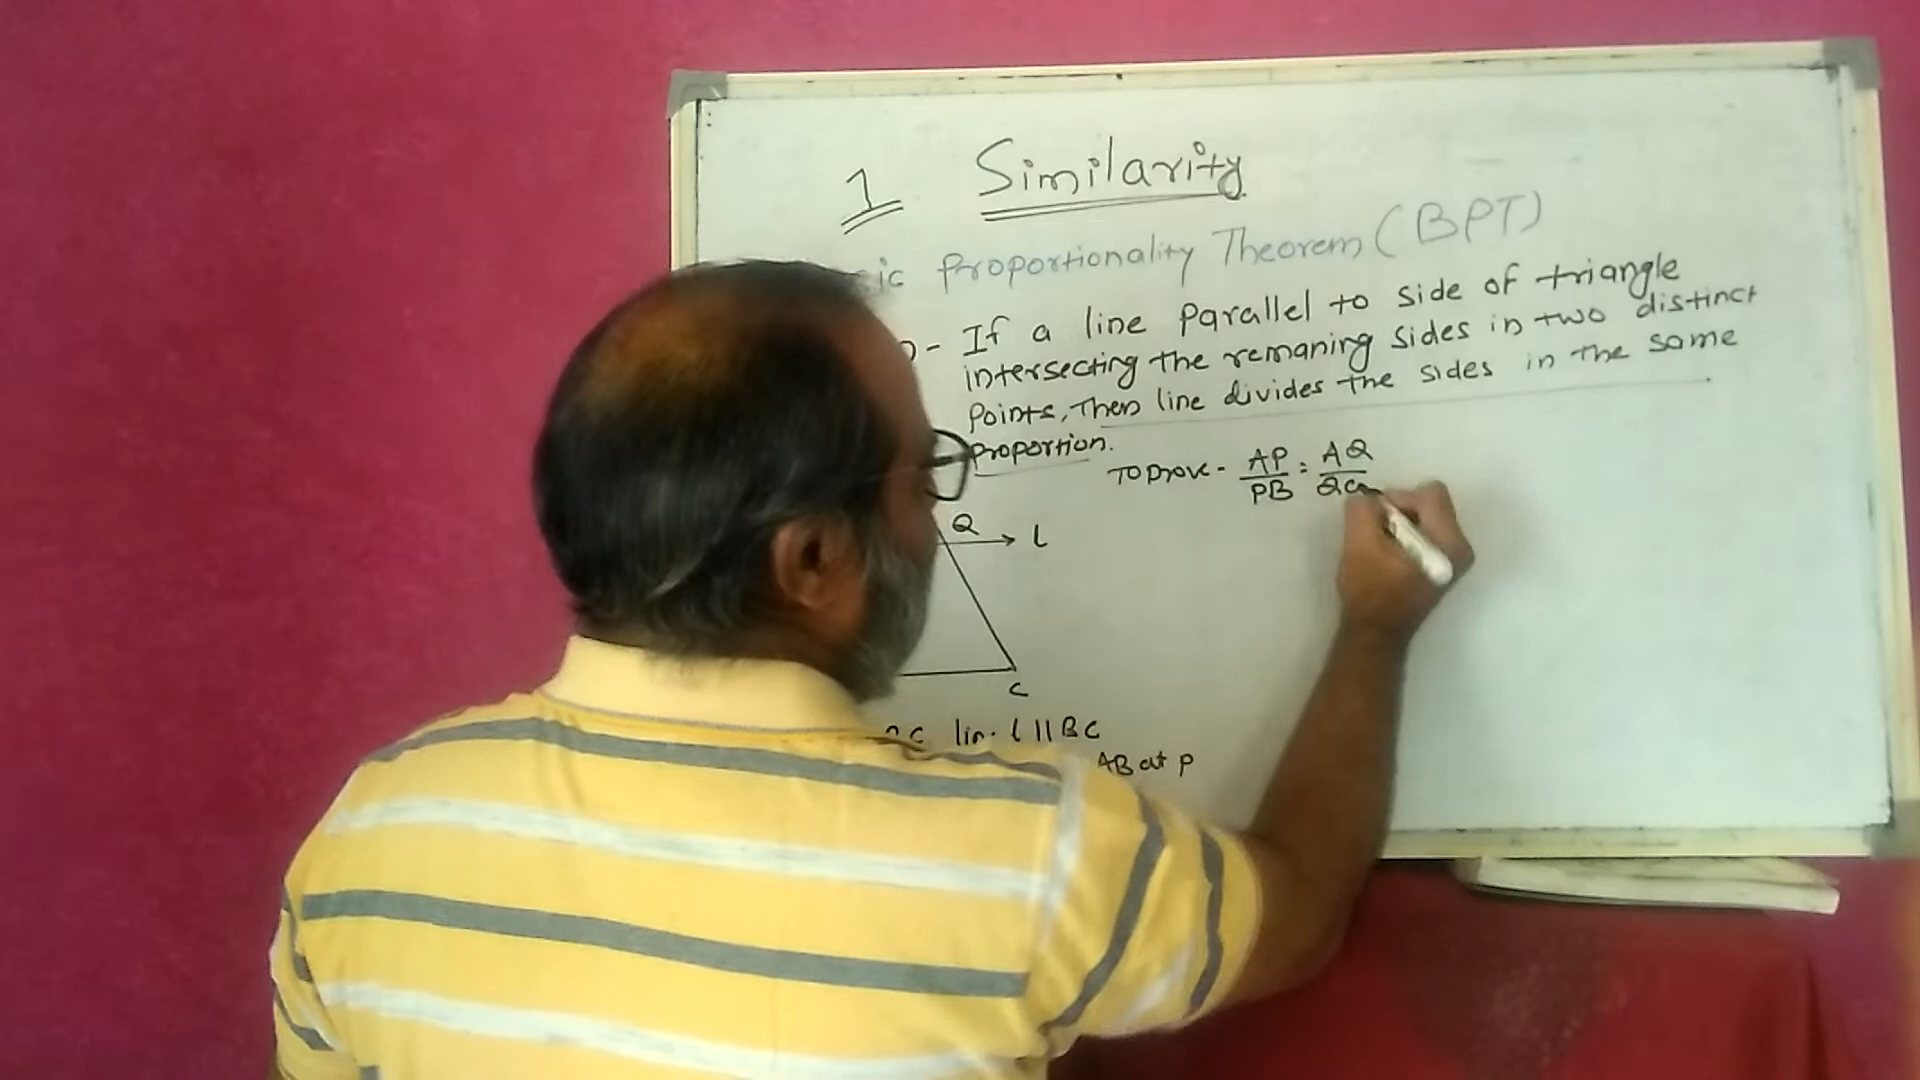 1 Similarity
Proportionality Theorem (BPT)
If a line parallel to side of triangle
intersecting the remaning sides in two distinct
points, Then line divides the sides in the same
proportion.
To prove - AP/PB = AQ/QC
Q
l
C
l || BC
AB at P